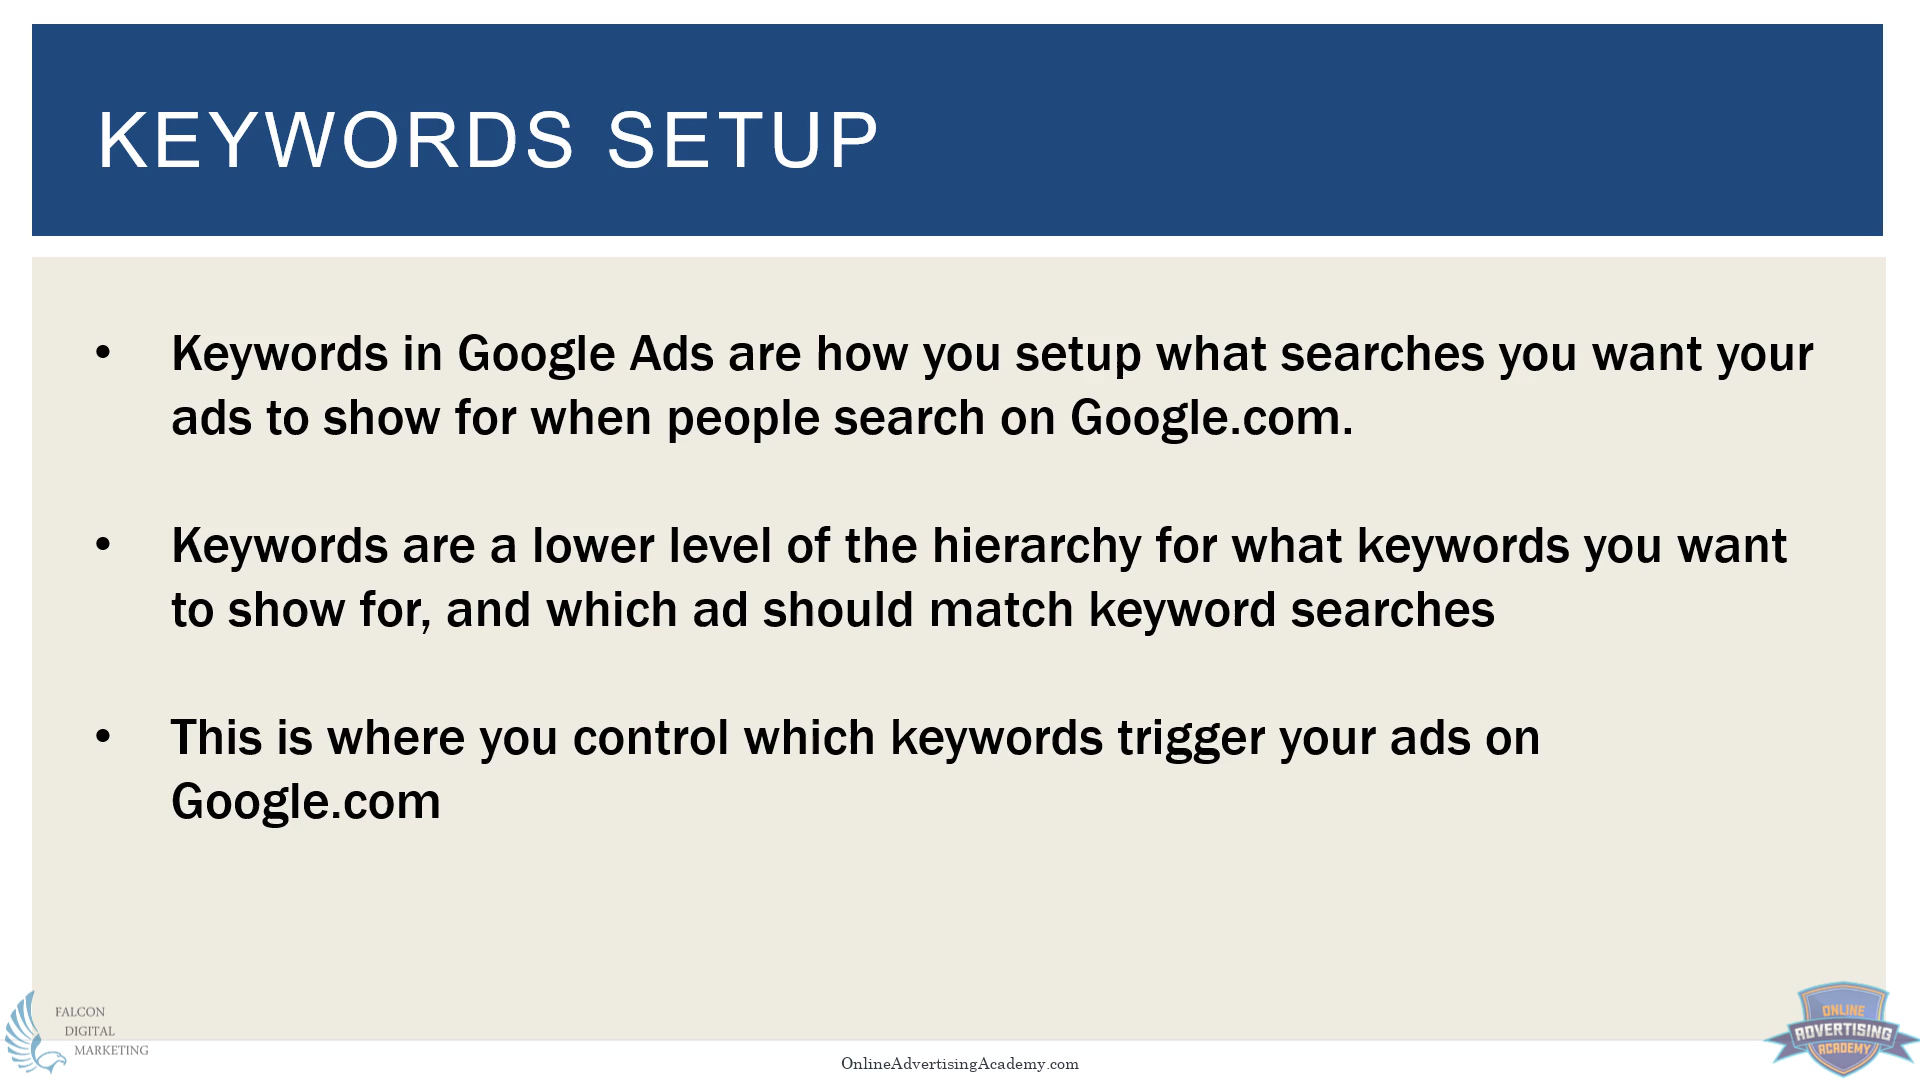 KEYWORDS SETUP
• Keywords in Google Ads are how you setup what searches you want your
ads to show for when people search on Google.com.
• Keywords are a lower level of the hierarchy for what keywords you want
to show for, and which ad should match keyword searches
• This is where you control which keywords trigger your ads on
Google.com
FALCON
DIGITAL
MARKETING
OnlineAdvertisingAcademy.com
ONLINE
ADVERTISING
ACADEMY